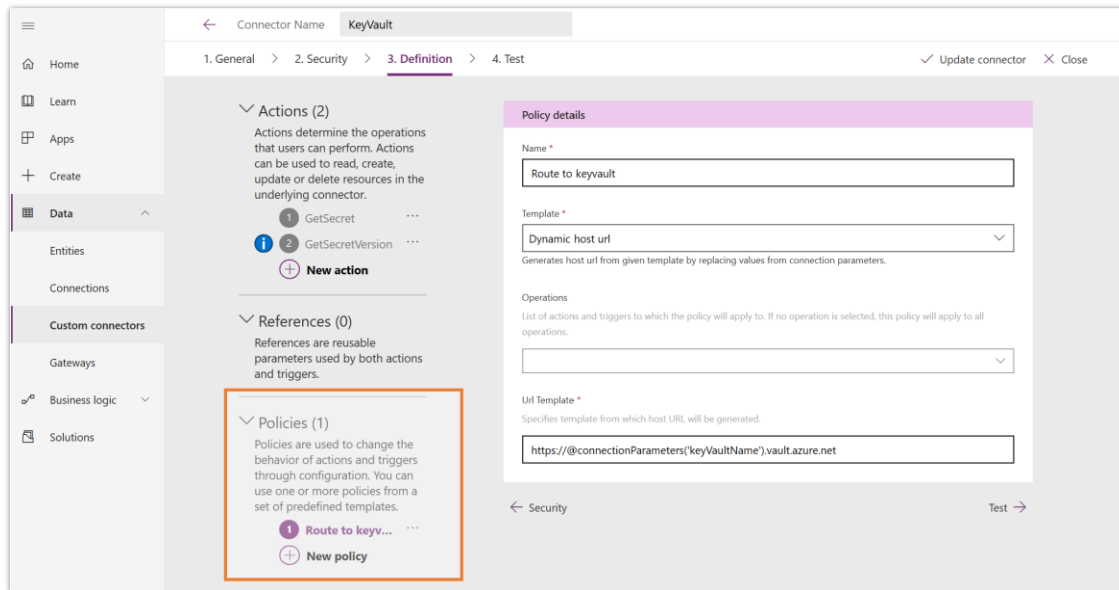 Connector Name
KeyVault
1. General
2. Security
3. Definition
4. Test
Update connector
Close
Home
Learn
Apps
Create
Data
Entities
Connections
Custom connectors
Gateways
Business logic
Solutions
Actions (2)
Actions determine the operations
that users can perform. Actions
can be used to read, create,
update or delete resources in the
underlying connector.
1 GetSecret ...
i 2 GetSecretVersion ...
New action
References (0)
References are reusable
parameters used by both actions
and triggers.
Policies (1)
Policies are used to change the
behavior of actions and triggers
through configuration. You can
use one or more policies from a
set of predefined templates.
1 Route to keyv... ...
New policy
Policy details
Name *
Route to keyvault
Template *
Dynamic host url
Generates host url from given template by replacing values from connection parameters.
Operations
List of actions and triggers to which the policy will apply to. If no operation is selected, this policy will apply to all
operations.
Url Template *
Specifies template from which host URL will be generated.
https://@connectionParameters('keyVaultName').vault.azure.net
Security
Test